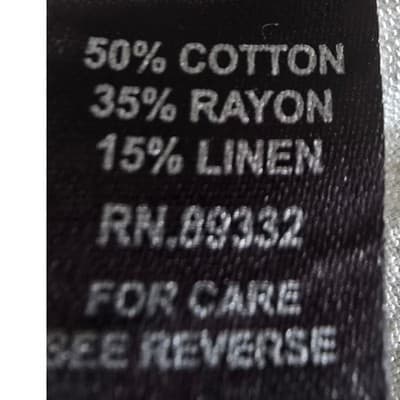 50% COTTON
35% RAYON
15% LINEN
RN.89332
FOR CARE
SEE REVERSE